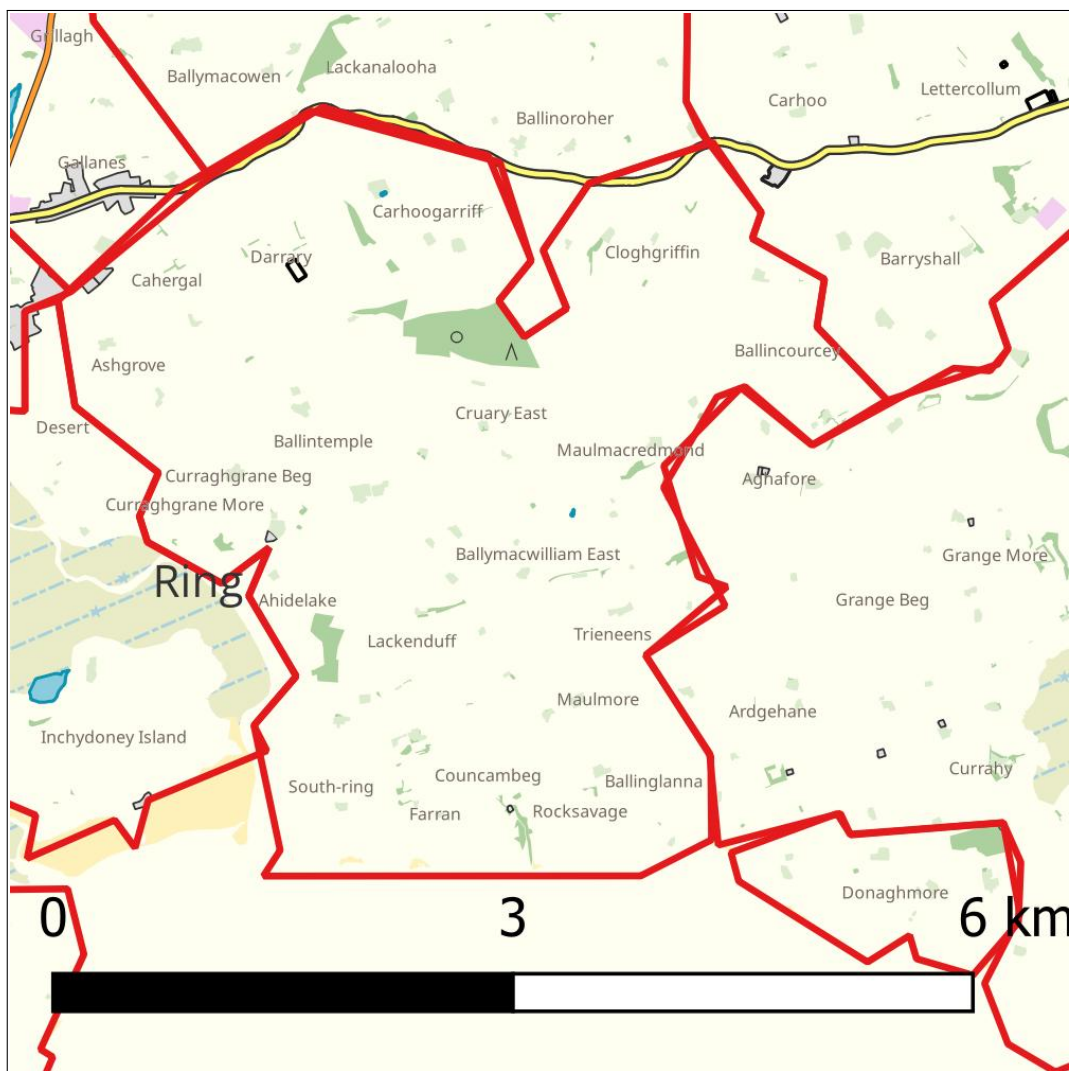 Grillagh
Ballymacowen
Lackanalooha
Ballinoroher
Carhoo
Lettercollum
Gallanes
Carhoogarriff
Darrary
Cahergal
Cloghgriffin
Barryshall
Ashgrove
Ballincourcey
Desert
Cruary East
Ballintemple
Maulmacredmond
Curraghgrane Beg
Aghafore
Curraghgrane More
Ballymacwilliam East
Grange More
Ring
Ahidelake
Grange Beg
Lackenduff
Trieneens
Maulmore
Ardgehane
Inchydoney Island
South-ring
Councambeg
Ballinglanna
Currahy
Farran
Rocksavage
Donaghmore
0 3 6 km